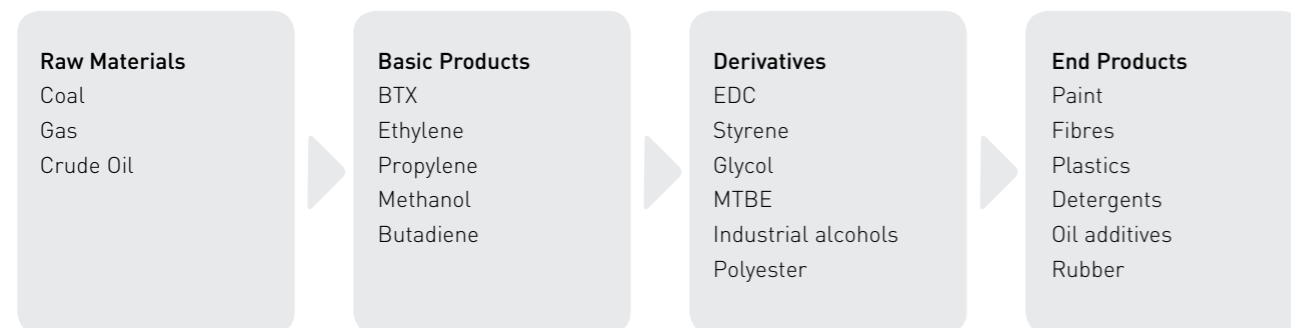 Raw Materials
Coal
Gas
Crude Oil
Basic Products
BTX
Ethylene
Propylene
Methanol
Butadiene
Derivatives
EDC
Styrene
Glycol
MTBE
Industrial alcohols
Polyester
End Products
Paint
Fibres
Plastics
Detergents
Oil additives
Rubber